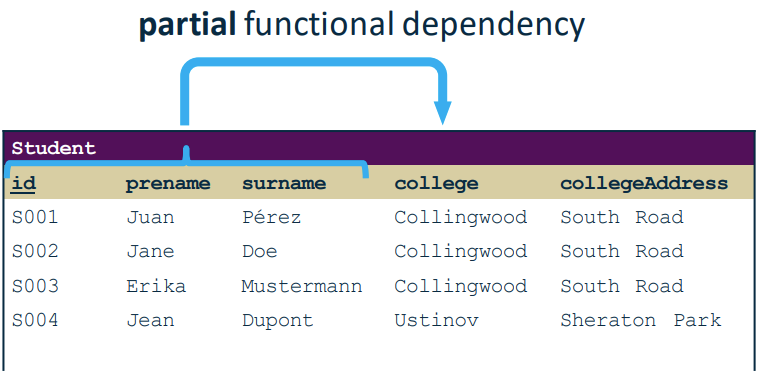 partial functional dependency
Student
id prename surname college collegeAddress
S001 Juan Pérez Collingwood South Road
S002 Jane Doe Collingwood South Road
S003 Erika Mustermann Collingwood South Road
S004 Jean Dupont Ustinov Sheraton Park